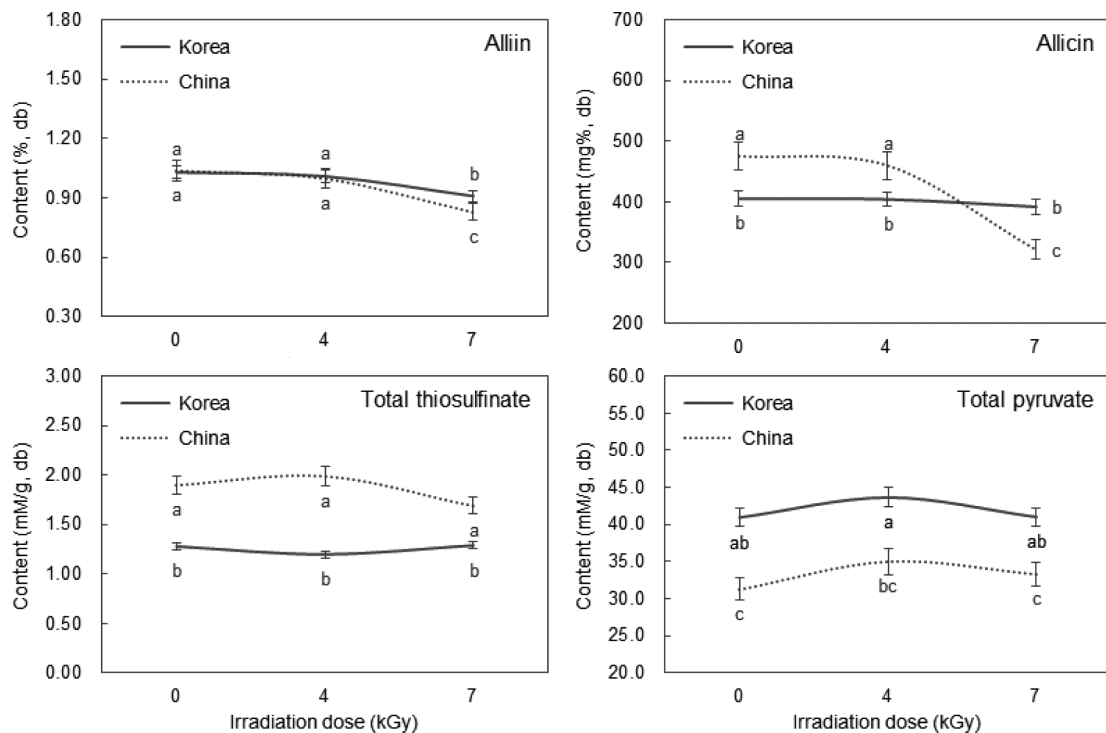 Alliin
Korea
China
Content (%, db)
1.80
1.50
1.20
0.90
0.60
0.30
a
a
b
a
a
c
0
4
7
Allicin
Korea
China
Content (mg%, db)
700
600
500
400
300
200
a
a
b
b
b
c
0
4
7
Total thiosulfinate
Korea
China
Content (mM/g, db)
3.00
2.50
2.00
1.50
1.00
0.50
0.00
a
a
a
b
b
b
0
4
7
Irradiation dose (kGy)
Total pyruvate
Korea
China
Content (mM/g, db)
60.0
55.0
50.0
45.0
40.0
35.0
30.0
25.0
20.0
ab
a
ab
c
bc
c
0
4
7
Irradiation dose (kGy)